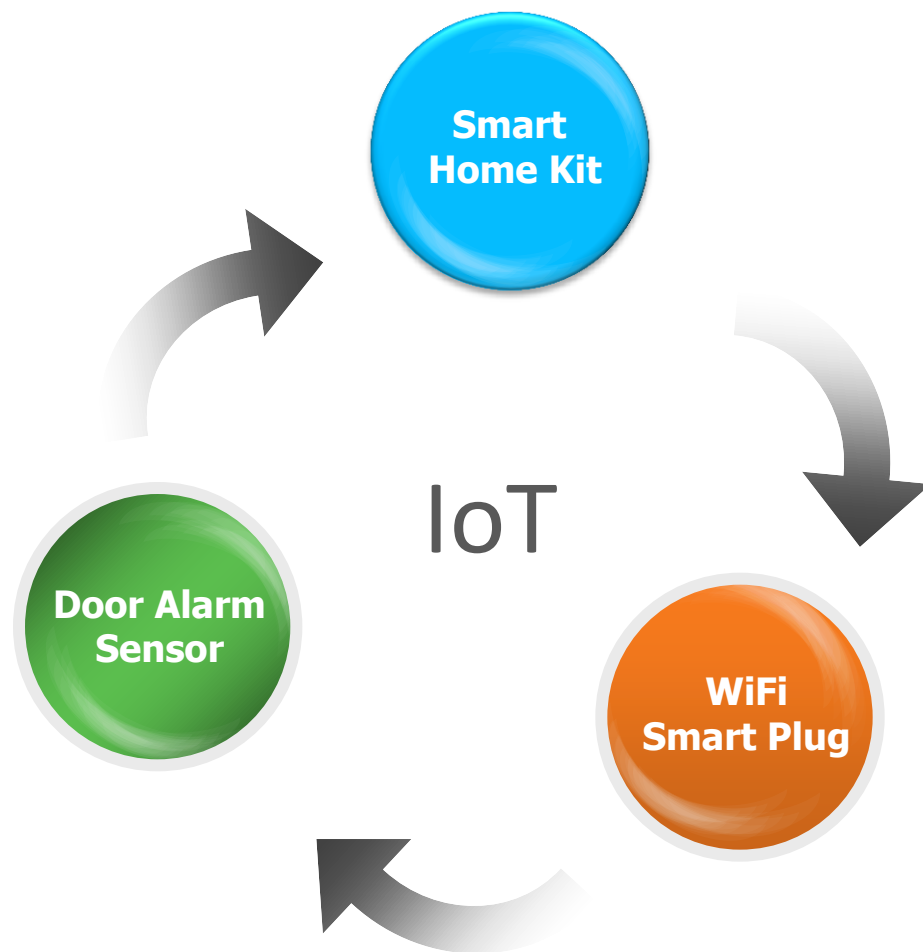 Smart
Home Kit
IoT
Door Alarm
Sensor
WiFi
Smart Plug